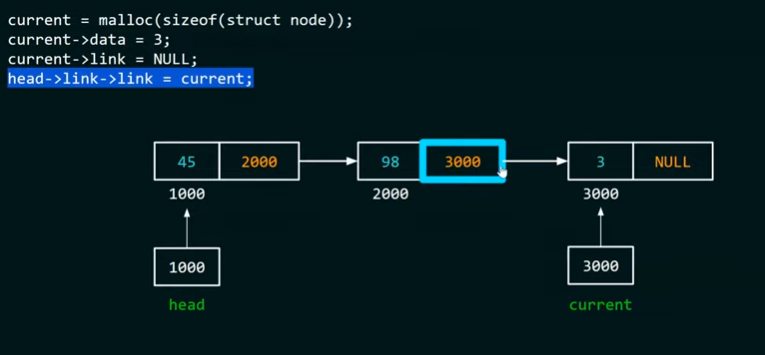 current = malloc(sizeof(struct node));
current->data = 3;
current->link = NULL;
head->link->link = current;
45 2000 98 3000 3 NULL
1000 2000 3000
1000 3000
head current